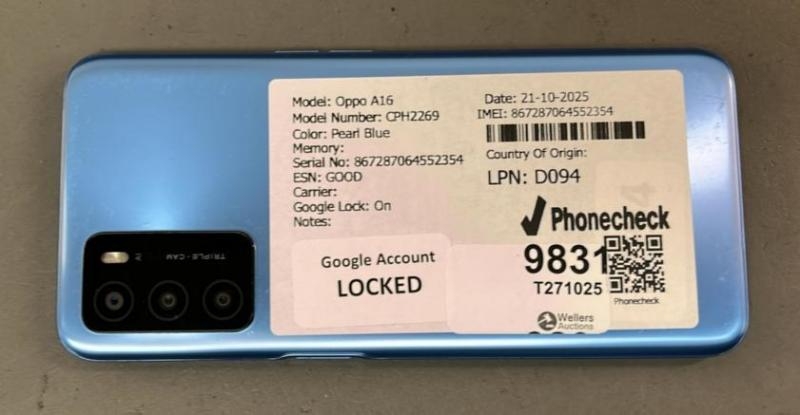 Model: Oppo A16
Model Number: CPH2269
Color: Pearl Blue
Memory:
Serial No: 867287064552354
ESN: GOOD
Carrier:
Google Lock: On
Notes:
Google Account
LOCKED
Date: 21-10-2025
IMEI: 867287064552354
Country Of Origin:
LPN: D094
Phonecheck
9831
T271025
Phonecheck
Wellers
Auctions
TRIPLE-CAM